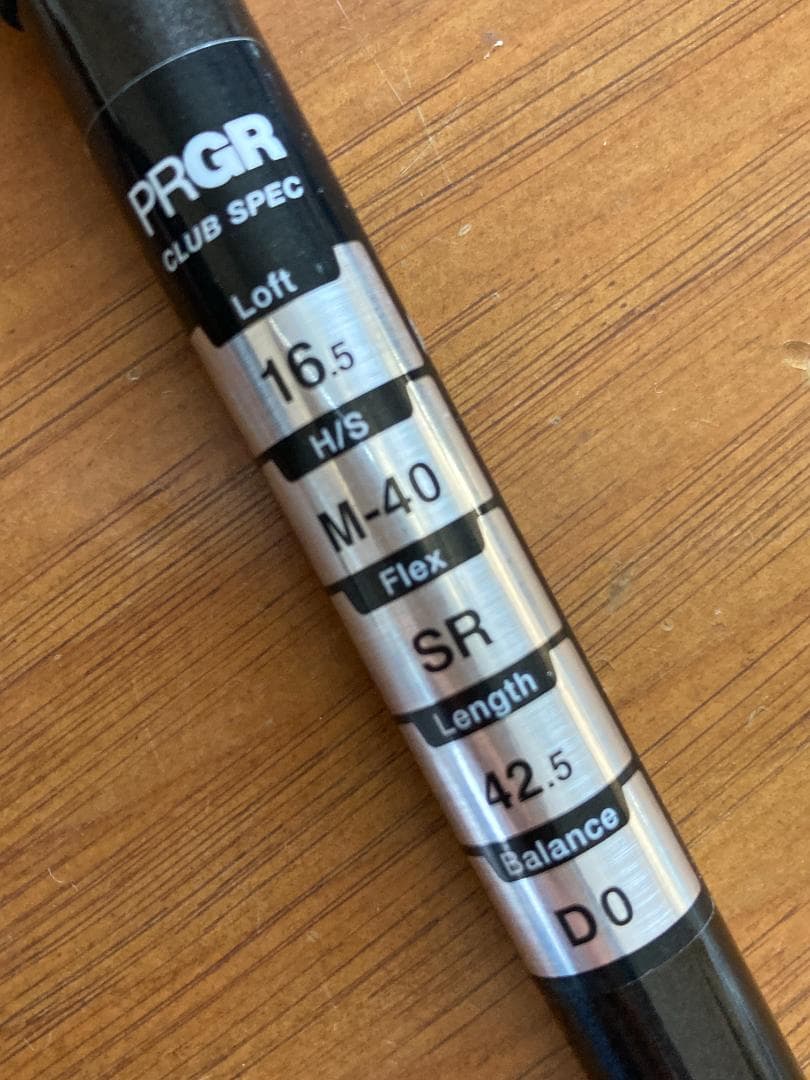 PRGR
CLUB SPEC
Loft
16.5
H/S
M-40
Flex
SR
Length
42.5
Balance
D0